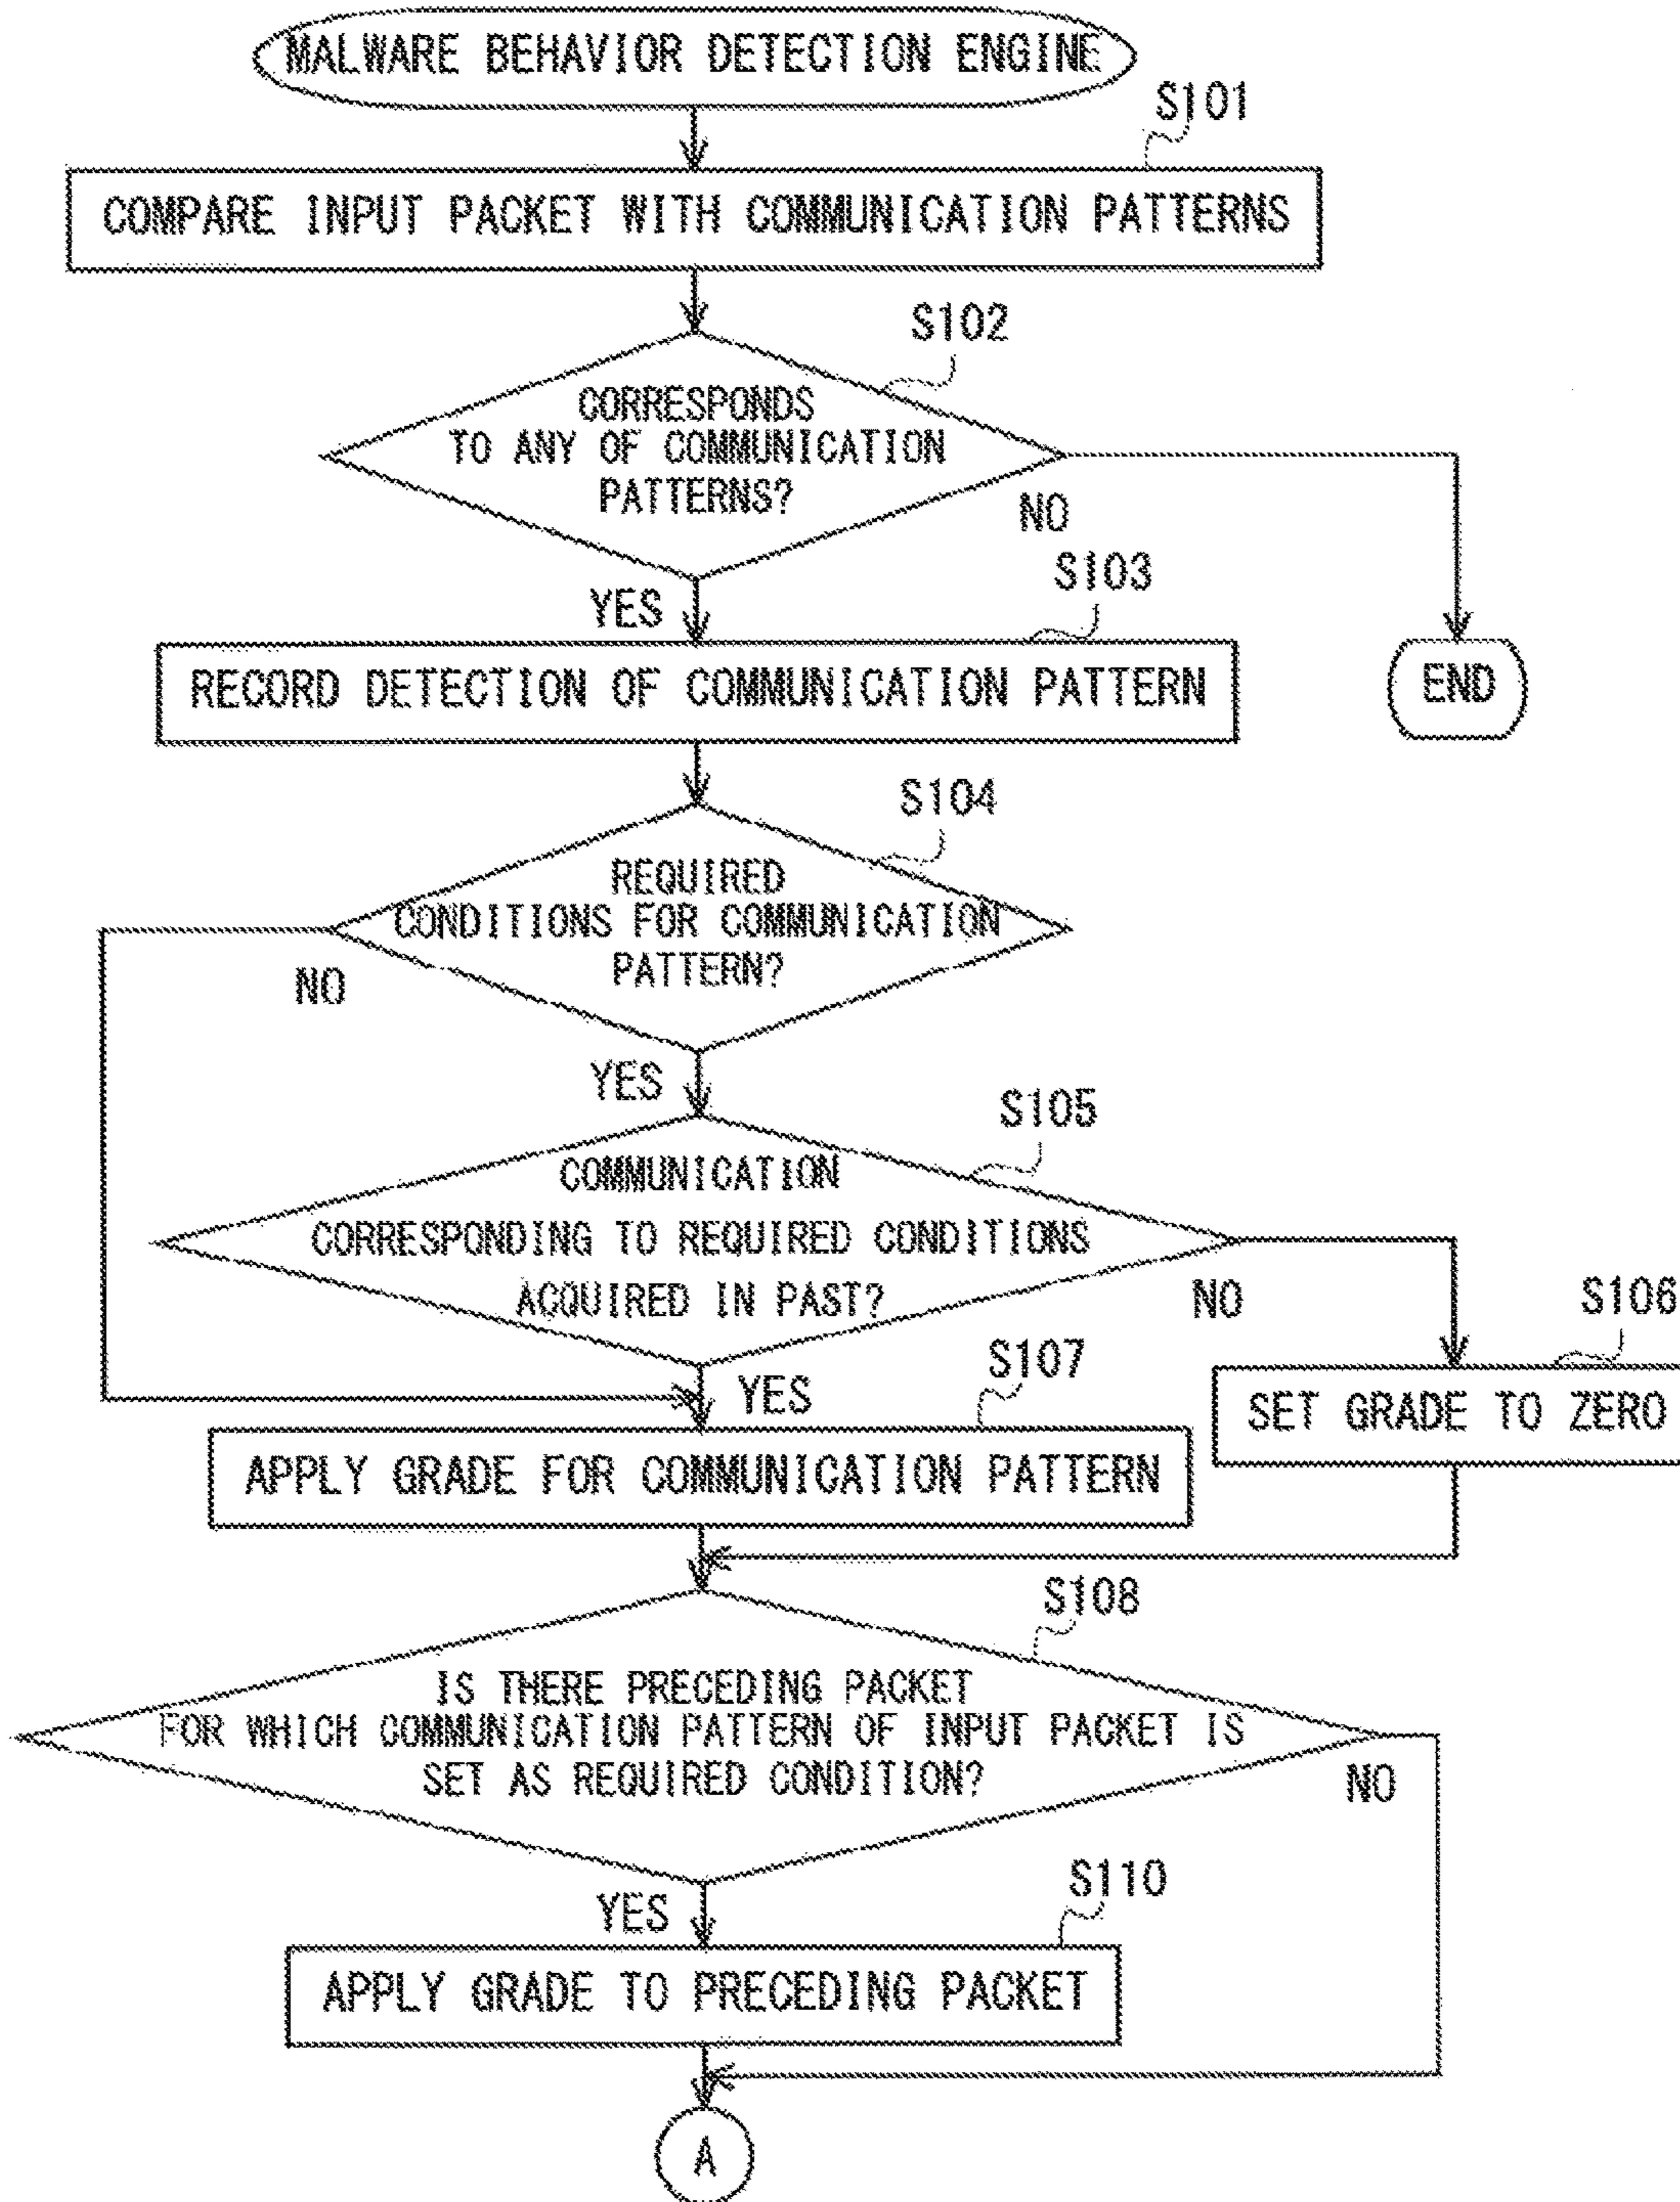 MALWARE BEHAVIOR DETECTION ENGINE
S101
COMPARE INPUT PACKET WITH COMMUNICATION PATTERNS
S102
CORRESPONDS
TO ANY OF COMMUNICATION
PATTERNS?
NO
YES
S103
RECORD DETECTION OF COMMUNICATION PATTERN
END
S104
REQUIRED
CONDITIONS FOR COMMUNICATION
PATTERN?
NO
YES
S105
COMMUNICATION
CORRESPONDING TO REQUIRED CONDITIONS
ACQUIRED IN PAST?
NO
S106
YES
S107
SET GRADE TO ZERO
APPLY GRADE FOR COMMUNICATION PATTERN
S108
IS THERE PRECEDING PACKET
FOR WHICH COMMUNICATION PATTERN OF INPUT PACKET IS
SET AS REQUIRED CONDITION?
NO
YES
S110
APPLY GRADE TO PRECEDING PACKET
A